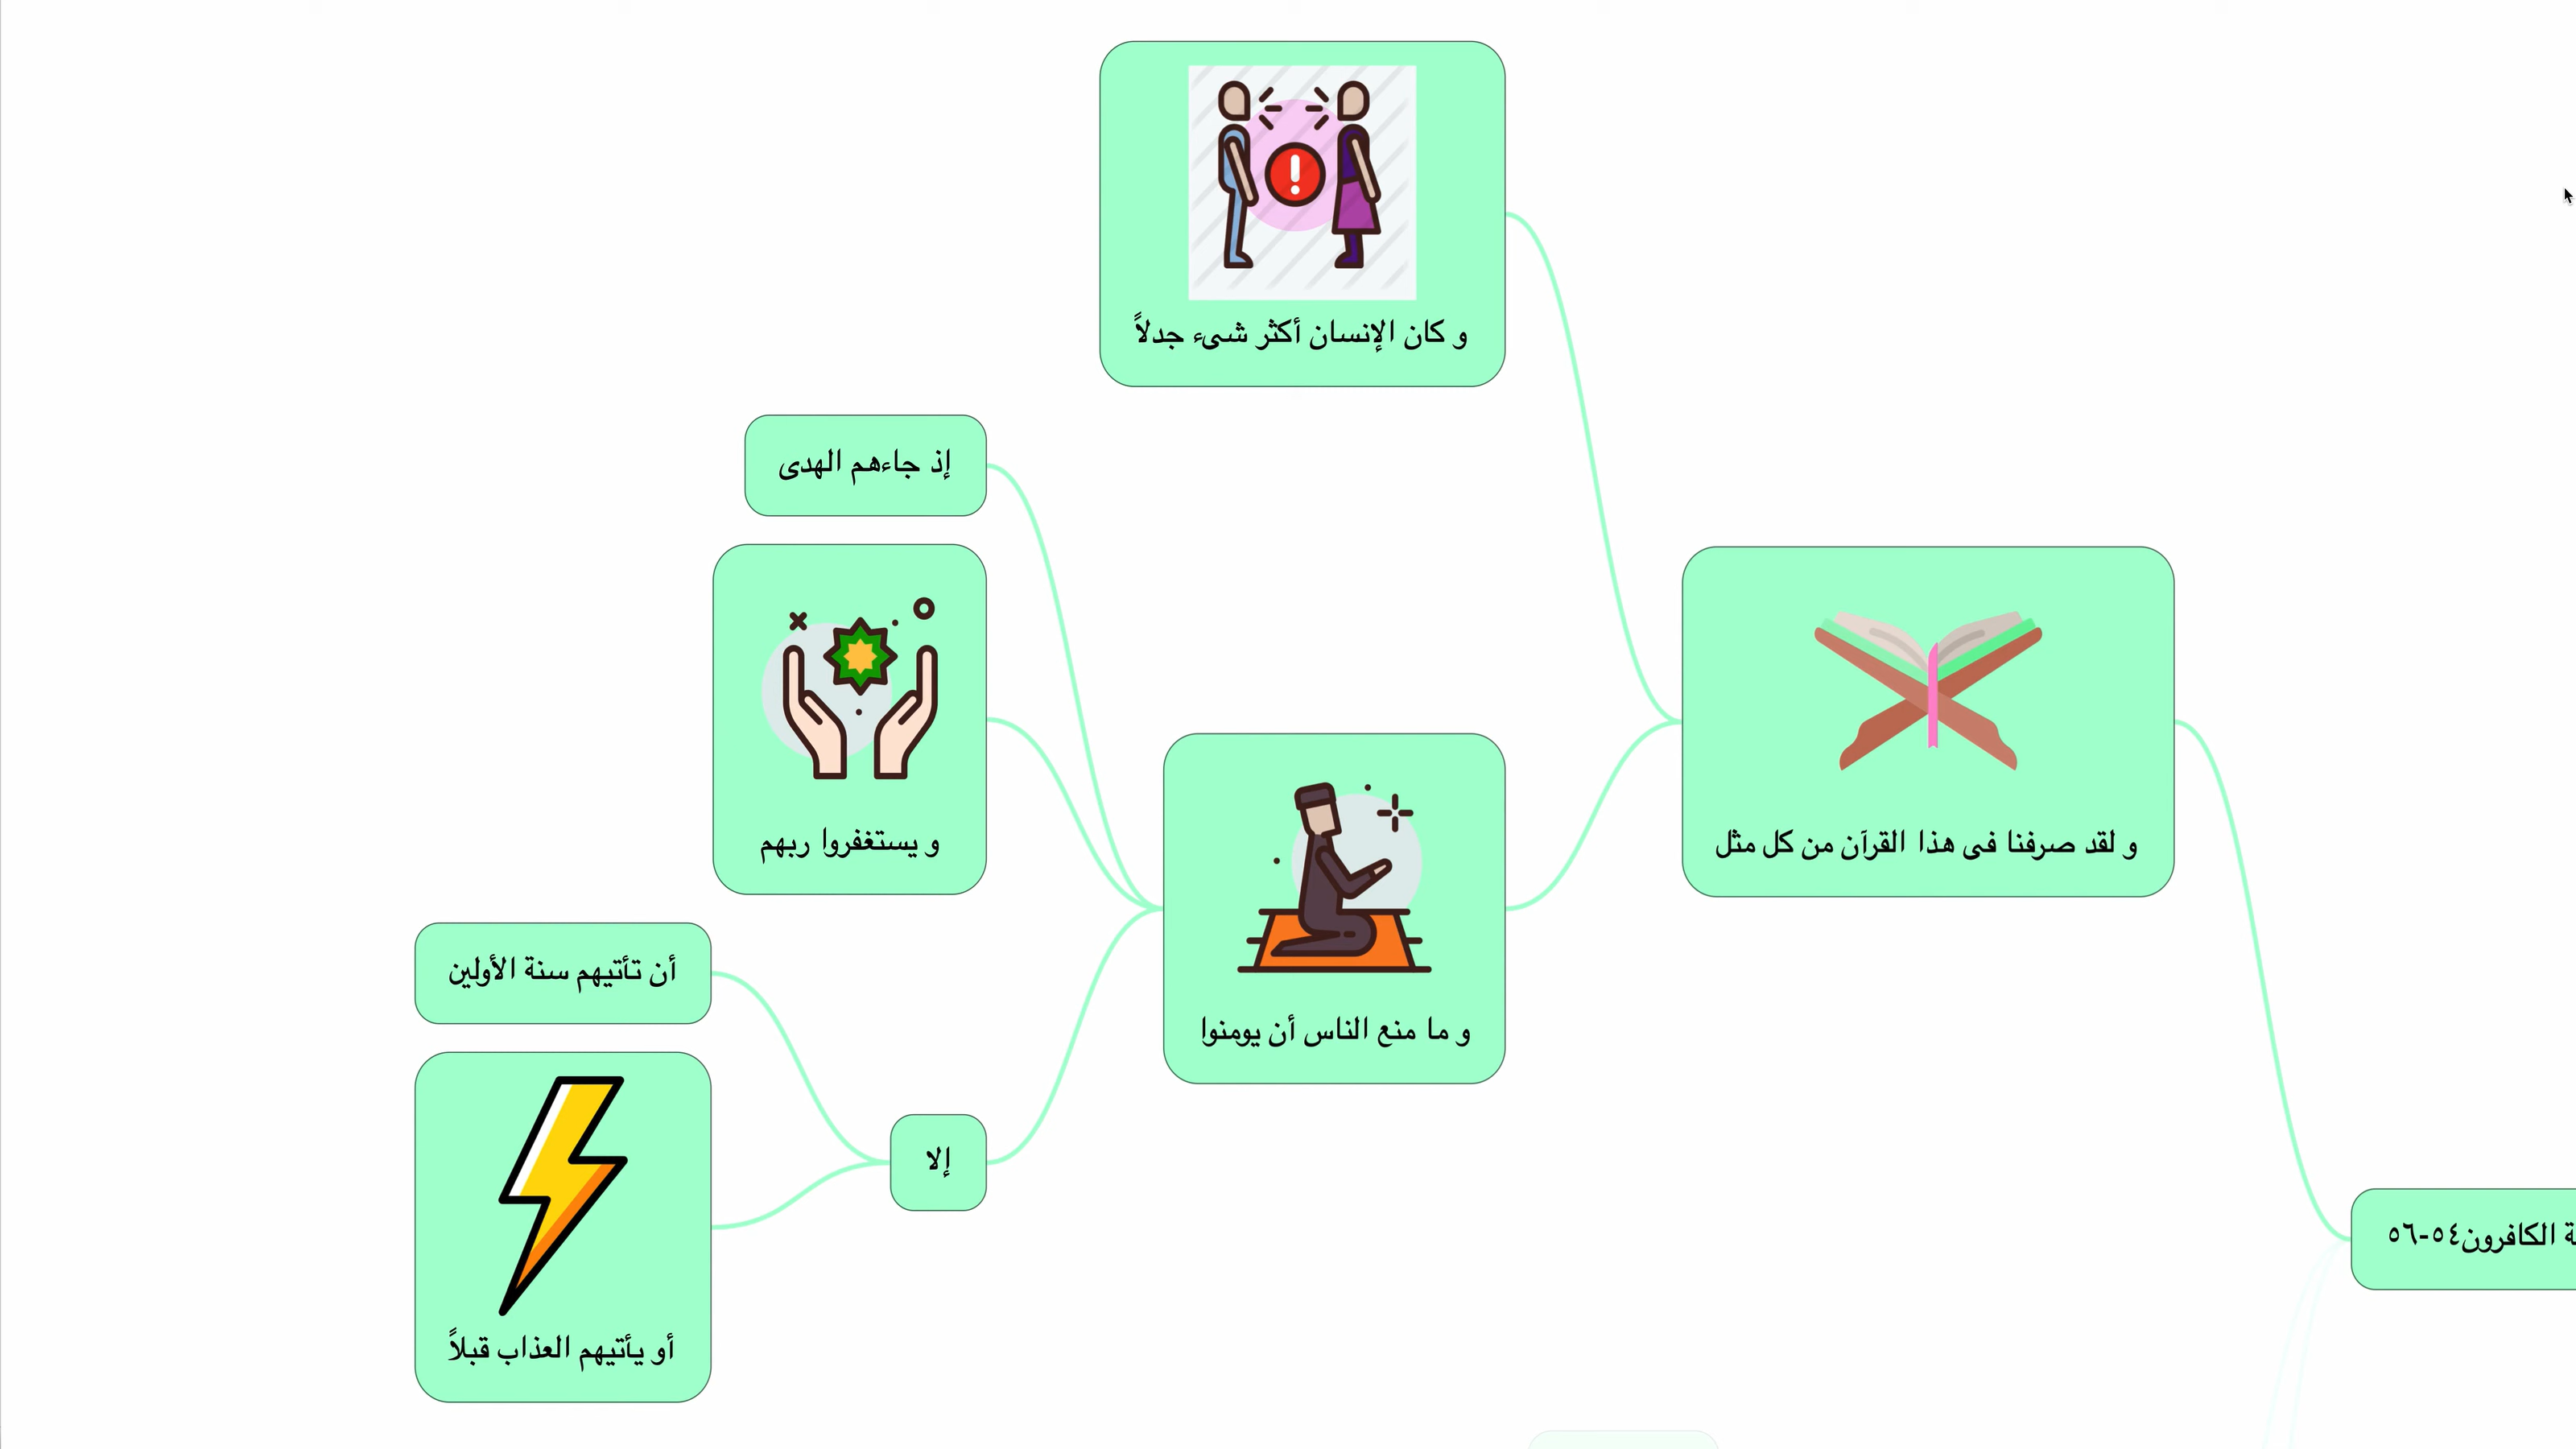 و كان الإنسان أكثر شىء جدلاً
إذ جاءهم الهدى
و لقد صرفنا فى هذا القرآن من كل مثل
و يستغفروا ربهم
و ما منع الناس أن يومنوا
أن تأتيهم سنة الأولين
إلا
الكافرون٥٤-٥٦
أو يأتيهم العذاب قبلاً